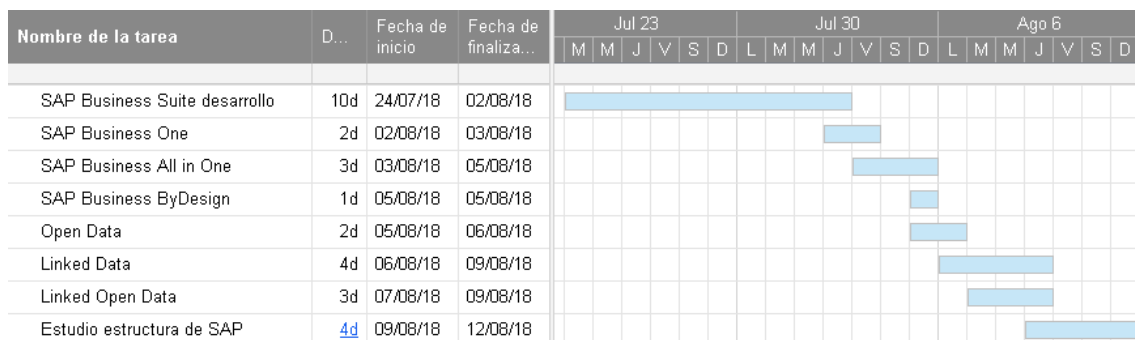 Nombre de la tarea D... Fecha de inicio Fecha de finaliza... Jul 23 Jul 30 Ago 6
M M J V S D L M M J V S D L M M J V S D
SAP Business Suite desarrollo 10d 24/07/18 02/08/18
SAP Business One 2d 02/08/18 03/08/18
SAP Business All in One 3d 03/08/18 05/08/18
SAP Business ByDesign 1d 05/08/18 05/08/18
Open Data 2d 05/08/18 06/08/18
Linked Data 4d 06/08/18 09/08/18
Linked Open Data 3d 07/08/18 09/08/18
Estudio estructura de SAP 4d 09/08/18 12/08/18